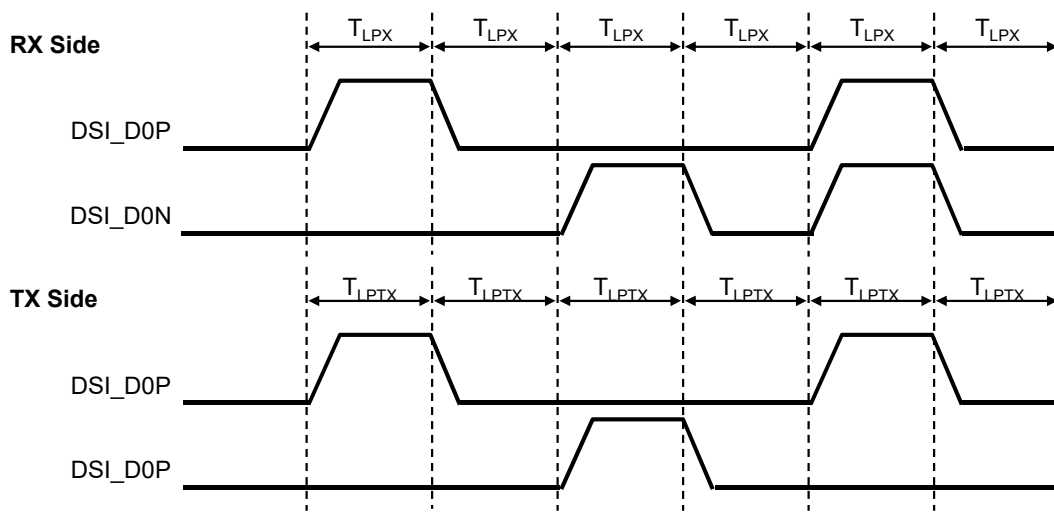 RX Side
T_LPX T_LPX T_LPX T_LPX T_LPX T_LPX
DSI_D0P
DSI_D0N
TX Side
T_LPTX T_LPTX T_LPTX T_LPTX T_LPTX T_LPTX
DSI_D0P
DSI_D0P